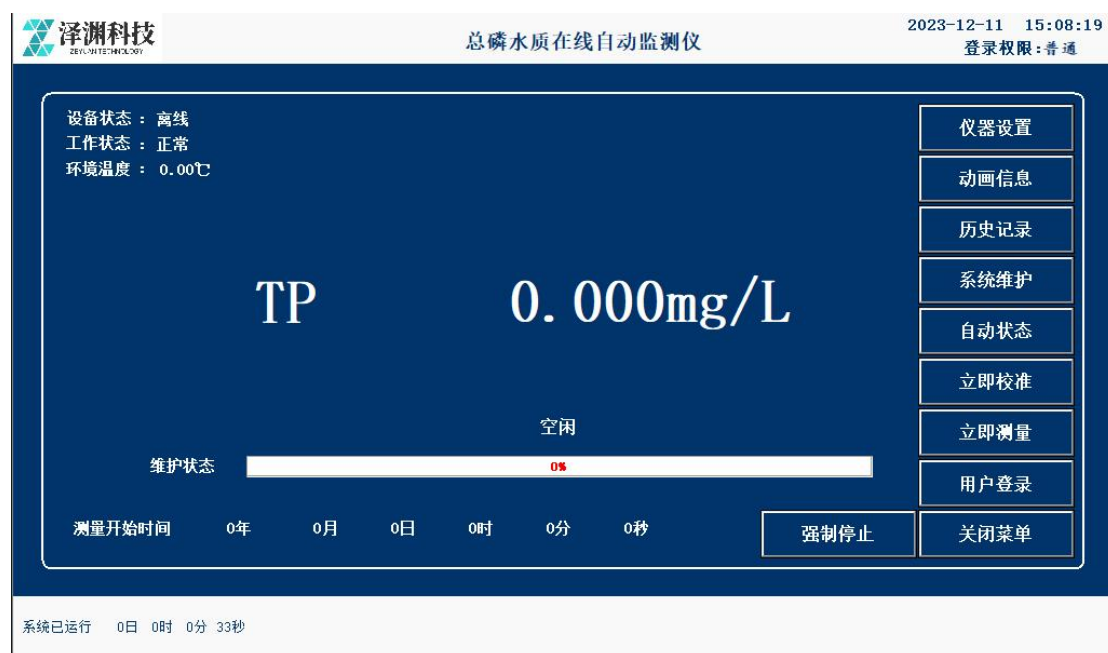 泽渊科技
ZEYUAN TECHNOLOGY
总磷水质在线自动监测仪
2023-12-11 15:08:19
登录权限:普通
设备状态 : 离线
工作状态 : 正常
环境温度 : 0.00℃
TP 0.000mg/L
空闲
维护状态 0%
测量开始时间 0年 0月 0日 0时 0分 0秒
强制停止
仪器设置
动画信息
历史记录
系统维护
自动状态
立即校准
立即测量
用户登录
关闭菜单
系统已运行 0日 0时 0分 33秒